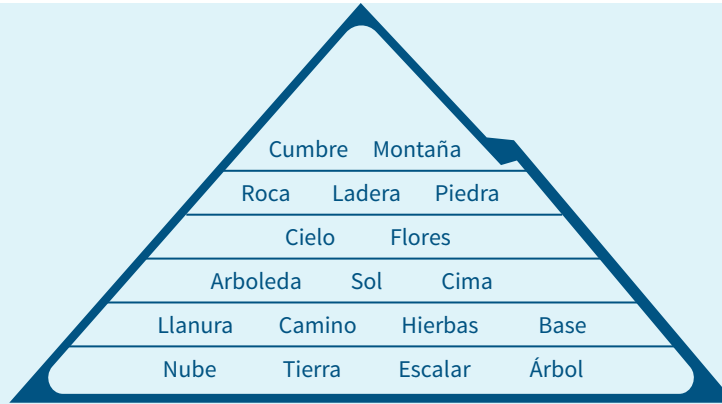 Cumbre Montaña
Roca Ladera Piedra
Cielo Flores
Arboleda Sol Cima
Llanura Camino Hierbas Base
Nube Tierra Escalar Árbol